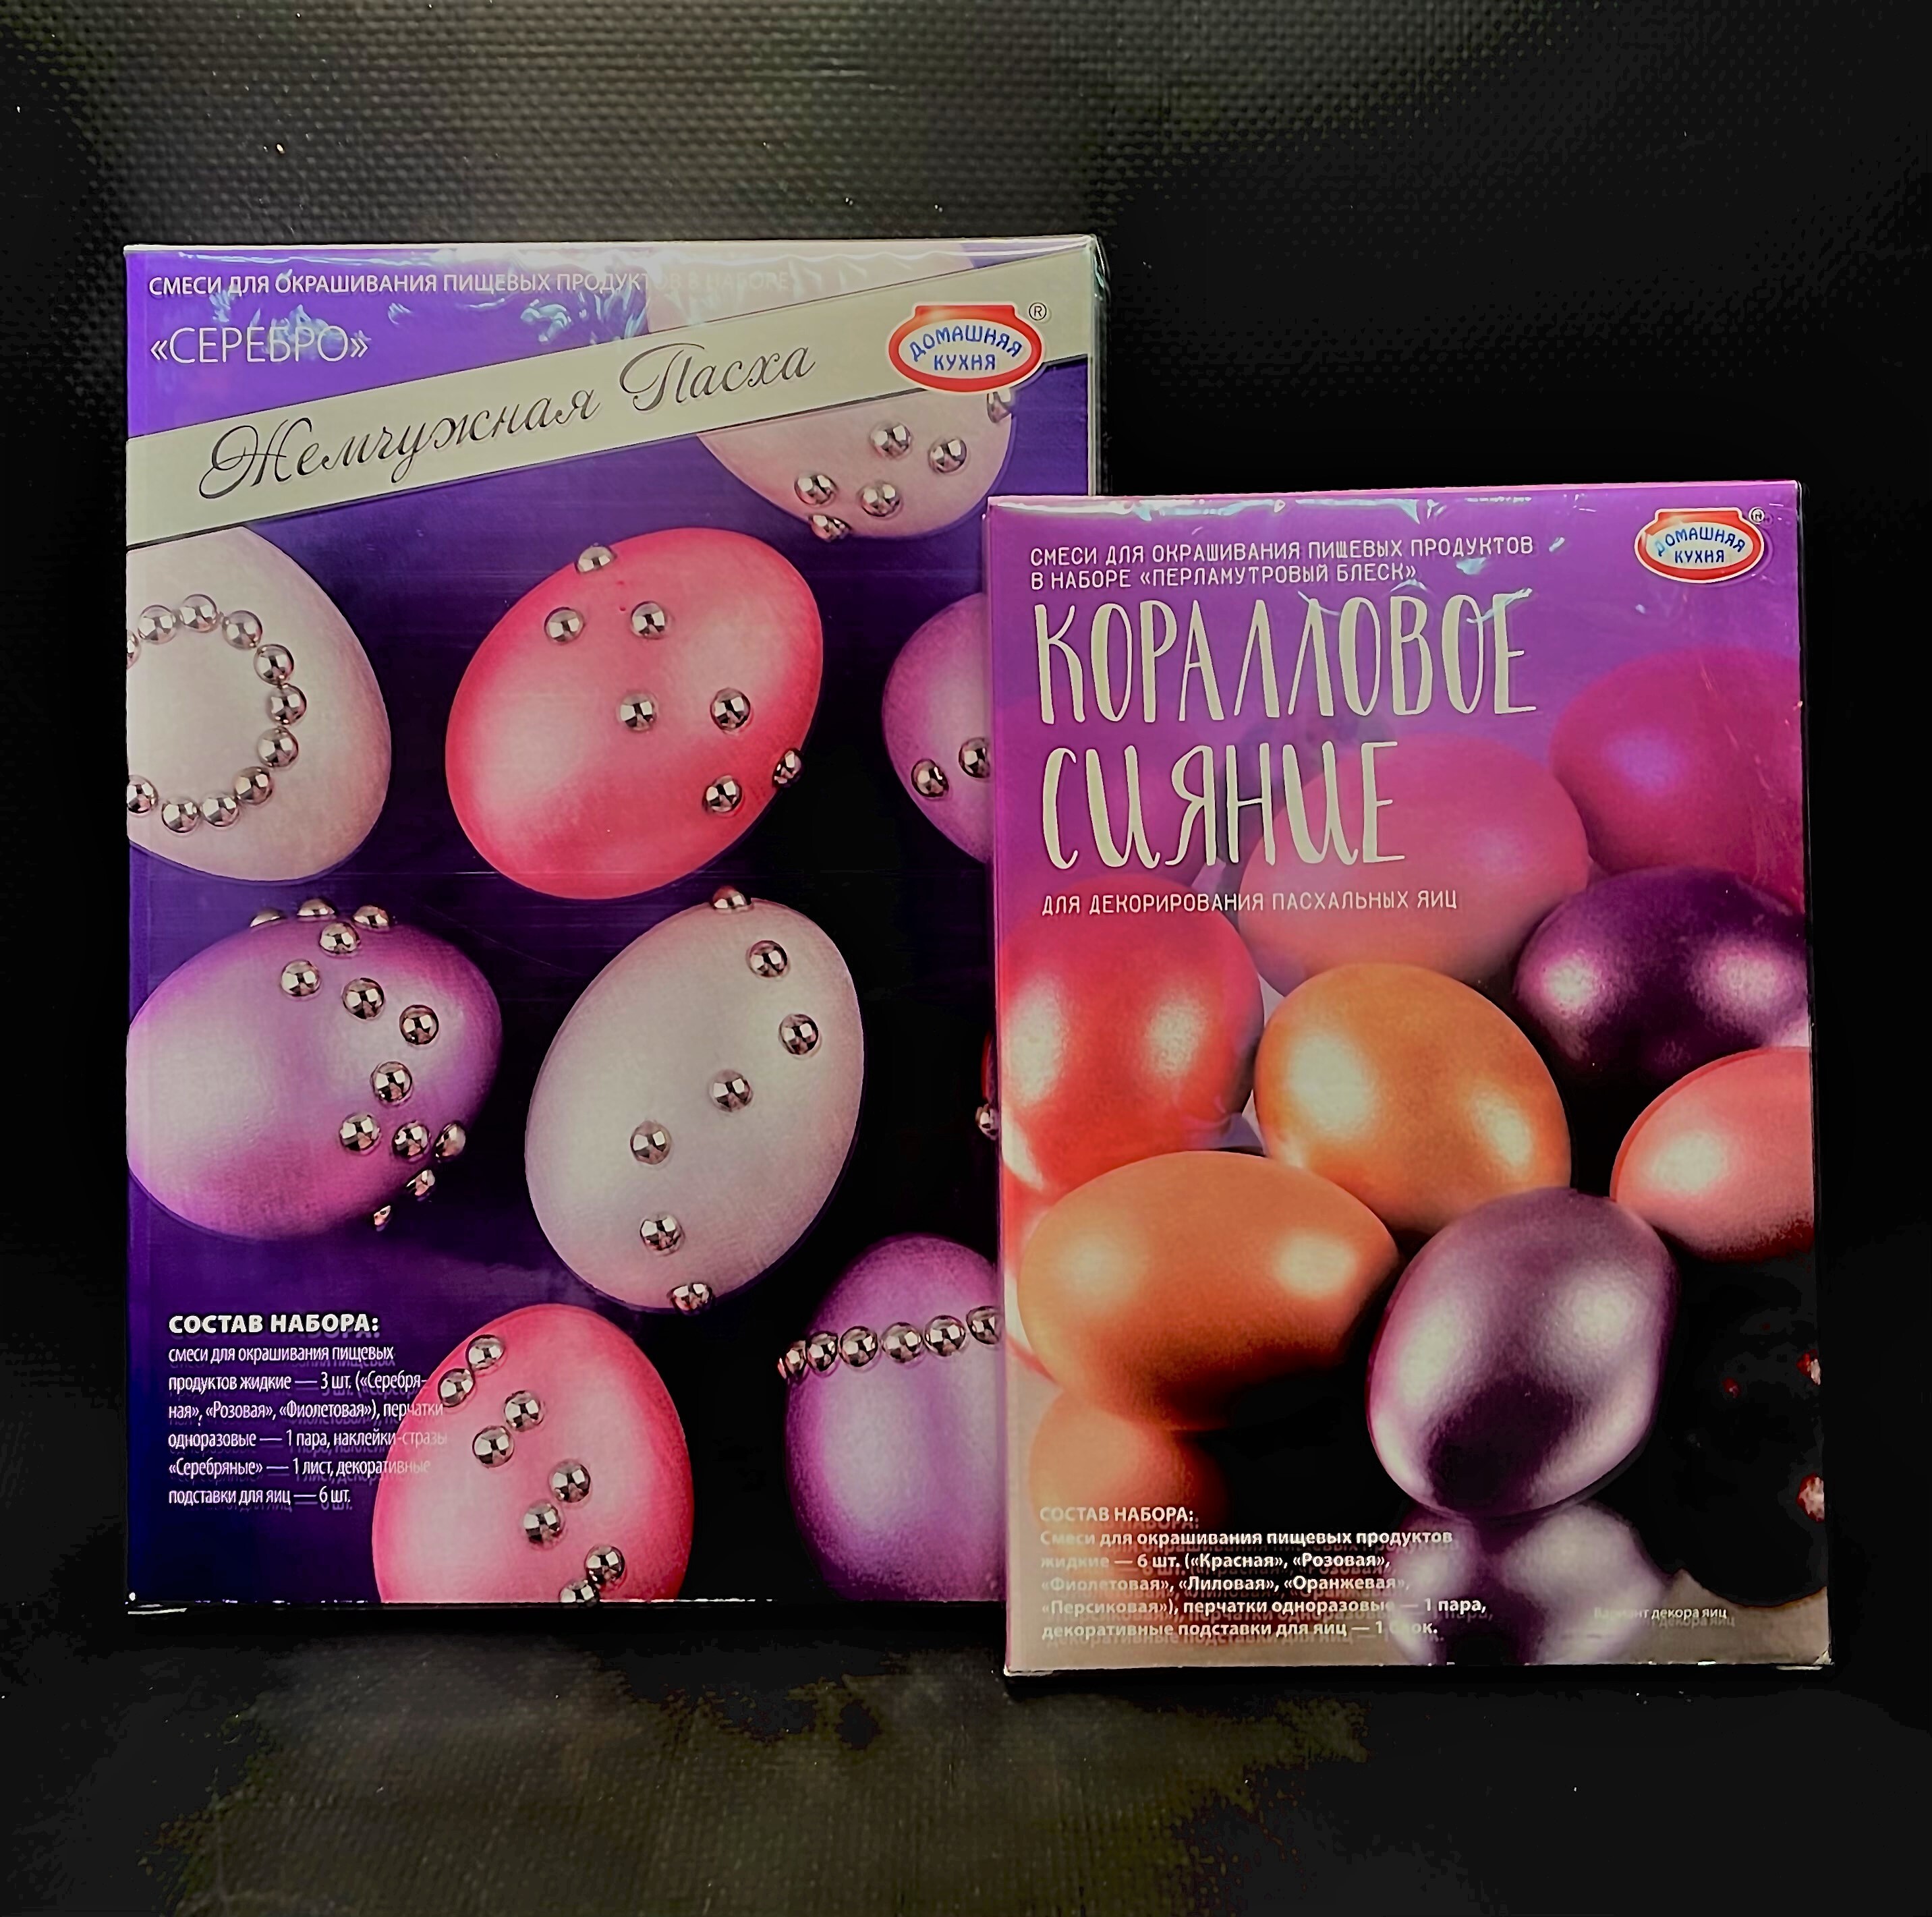 СМЕСИ ДЛЯ ОКРАШИВАНИЯ ПИЩЕВЫХ ПРОДУКТОВ В НАБОРЕ
«СЕРЕБРО»
Жемчужная Пасха
ДОМАШНЯЯ
КУХНЯ
®
СОСТАВ НАБОРА:
смеси для окрашивания пищевых
продуктов жидкие — 3 шт. («Серебря-
ная», «Розовая», «Фиолетовая»), перчатки
одноразовые — 1 пара, наклейки-стразы
«Серебряные» — 1 лист, декоративные
подставки для яиц — 6 шт.
СМЕСИ ДЛЯ ОКРАШИВАНИЯ ПИЩЕВЫХ ПРОДУКТОВ
В НАБОРЕ «ПЕРЛАМУТРОВЫЙ БЛЕСК»
ДОМАШНЯЯ
КУХНЯ
®
КОРАЛЛОВОЕ
СИЯНИЕ
ДЛЯ ДЕКОРИРОВАНИЯ ПАСХАЛЬНЫХ ЯИЦ
СОСТАВ НАБОРА:
Смеси для окрашивания пищевых продуктов
жидкие — 6 шт. («Красная», «Розовая»,
«Фиолетовая», «Лиловая», «Оранжевая»,
«Персиковая»), перчатки одноразовые — 1 пара,
декоративные подставки для яиц — 1 блок.
Вариант декора яиц